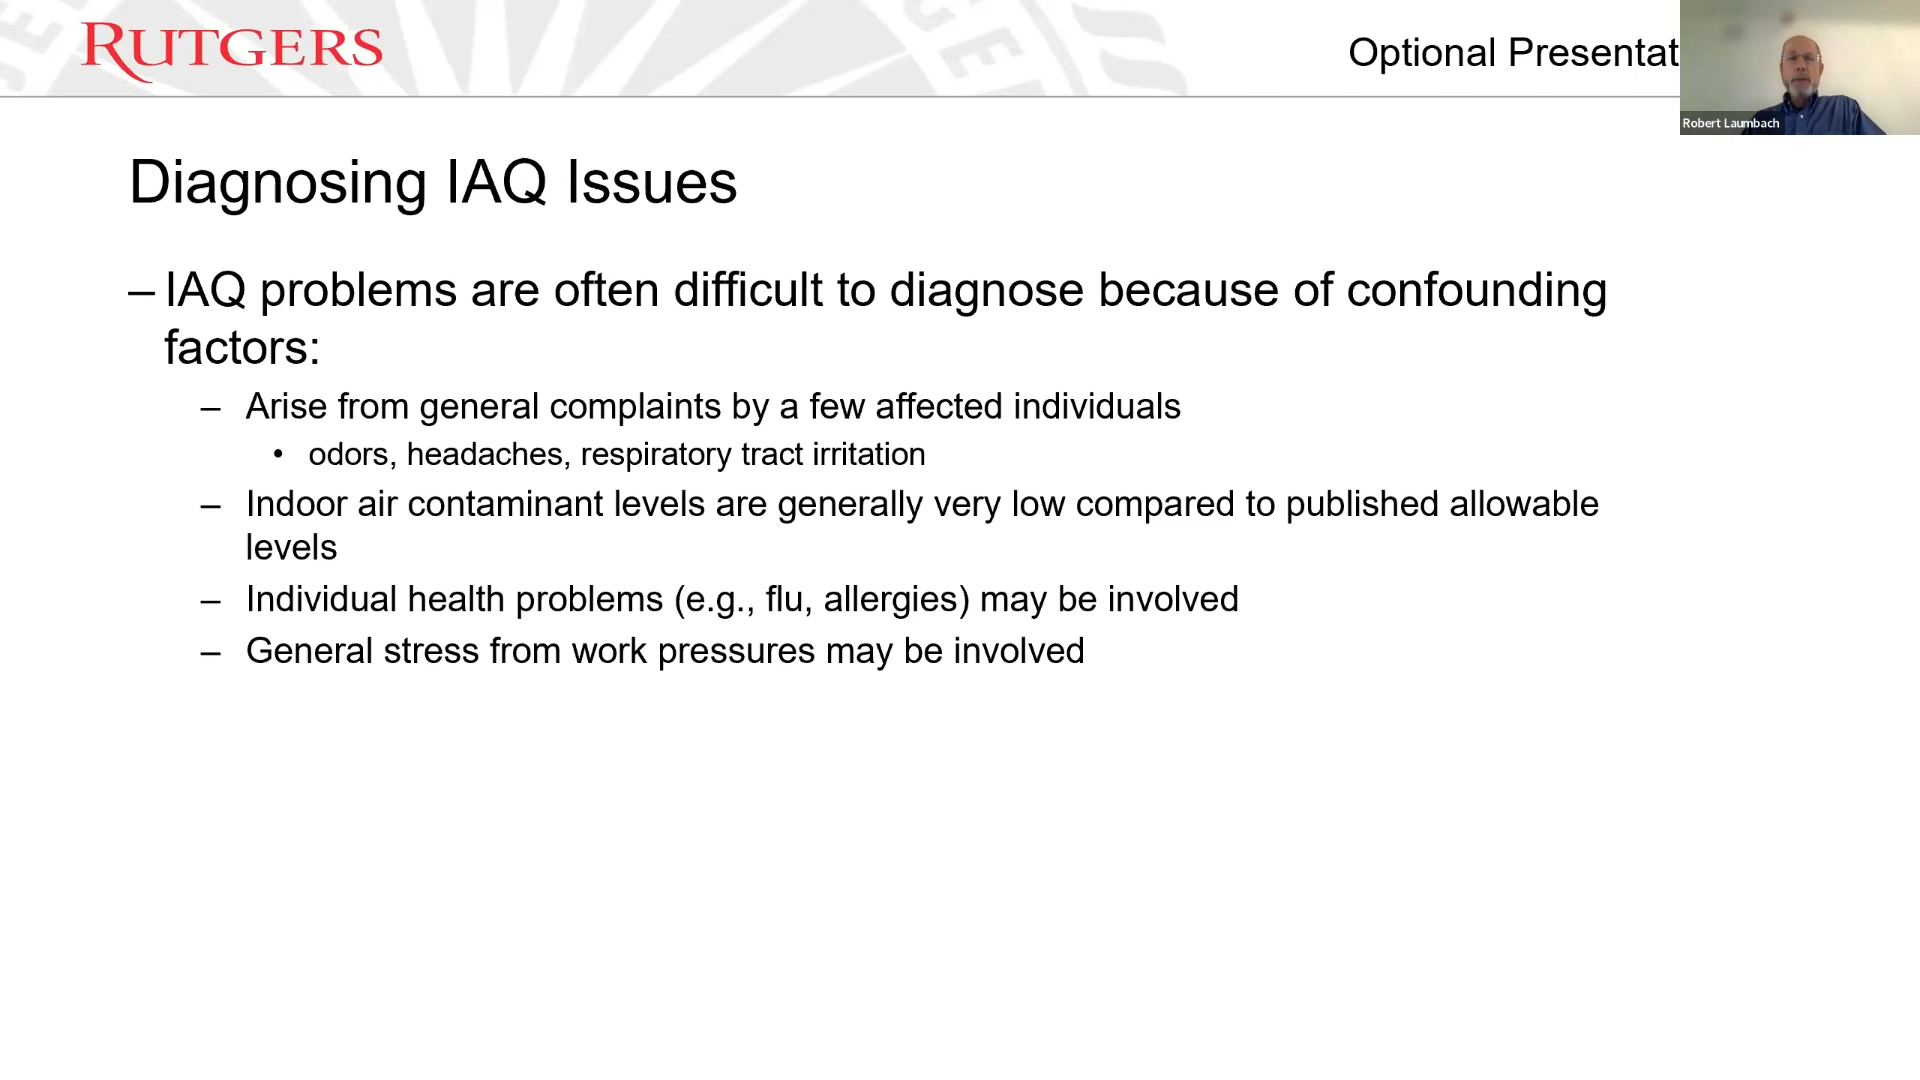 RUTGERS
Optional Presentat
Robert Laumbach
Diagnosing IAQ Issues
– IAQ problems are often difficult to diagnose because of confounding
factors:
– Arise from general complaints by a few affected individuals
• odors, headaches, respiratory tract irritation
– Indoor air contaminant levels are generally very low compared to published allowable
levels
– Individual health problems (e.g., flu, allergies) may be involved
– General stress from work pressures may be involved